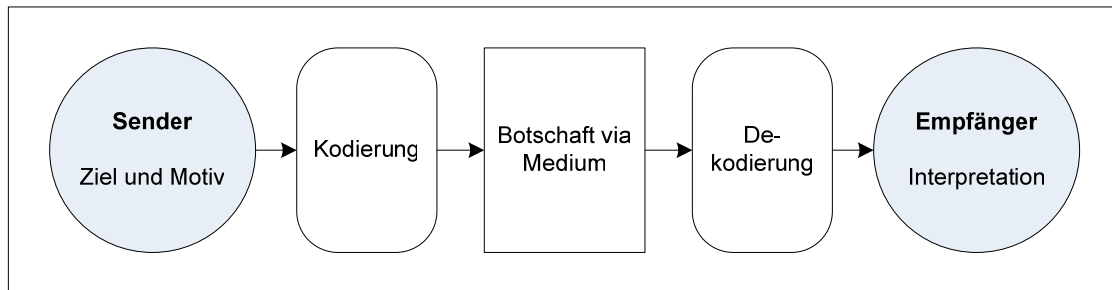 Sender
Ziel und Motiv
Kodierung
Botschaft via
Medium
De-
kodierung
Empfänger
Interpretation